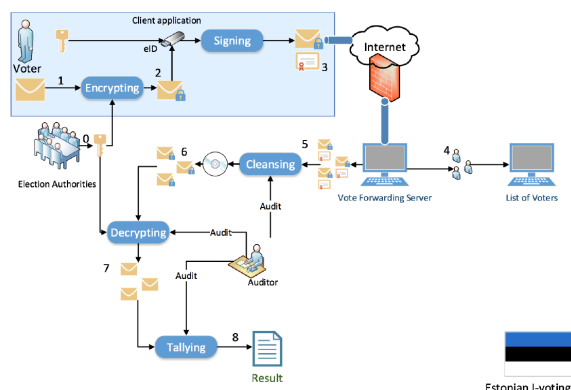 Client application
Voter
eID
Signing
Internet
1
Encrypting
2
3
0
Election Authorities
6
Cleansing
5
4
Vote Forwarding Server
List of Voters
Audit
Decrypting
Audit
7
Audit
Auditor
Tallying
8
Result
Estonian I-voting